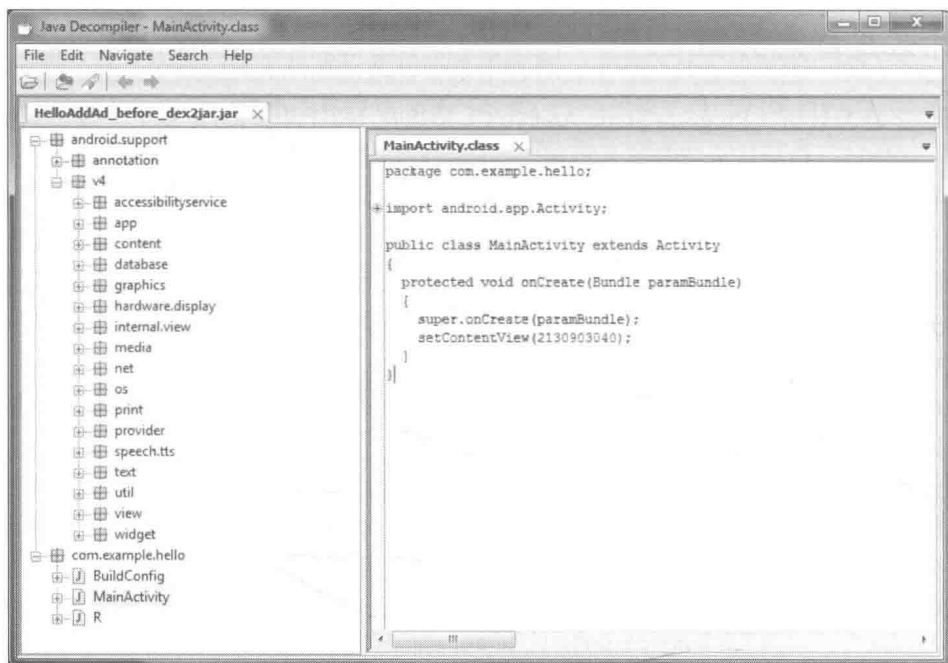 Java Decompiler - MainActivity.class
File Edit Navigate Search Help
HelloAddAd_before_dex2jar.jar
android.support
annotation
v4
accessibilityservice
app
content
database
graphics
hardware.display
internal.view
media
net
os
print
provider
speech.tts
text
util
view
widget
com.example.hello
BuildConfig
MainActivity
R
MainActivity.class
package com.example.hello;
import android.app.Activity;
public class MainActivity extends Activity
{
protected void onCreate(Bundle paramBundle)
{
super.onCreate(paramBundle);
setContentView(2130903040);
}
}